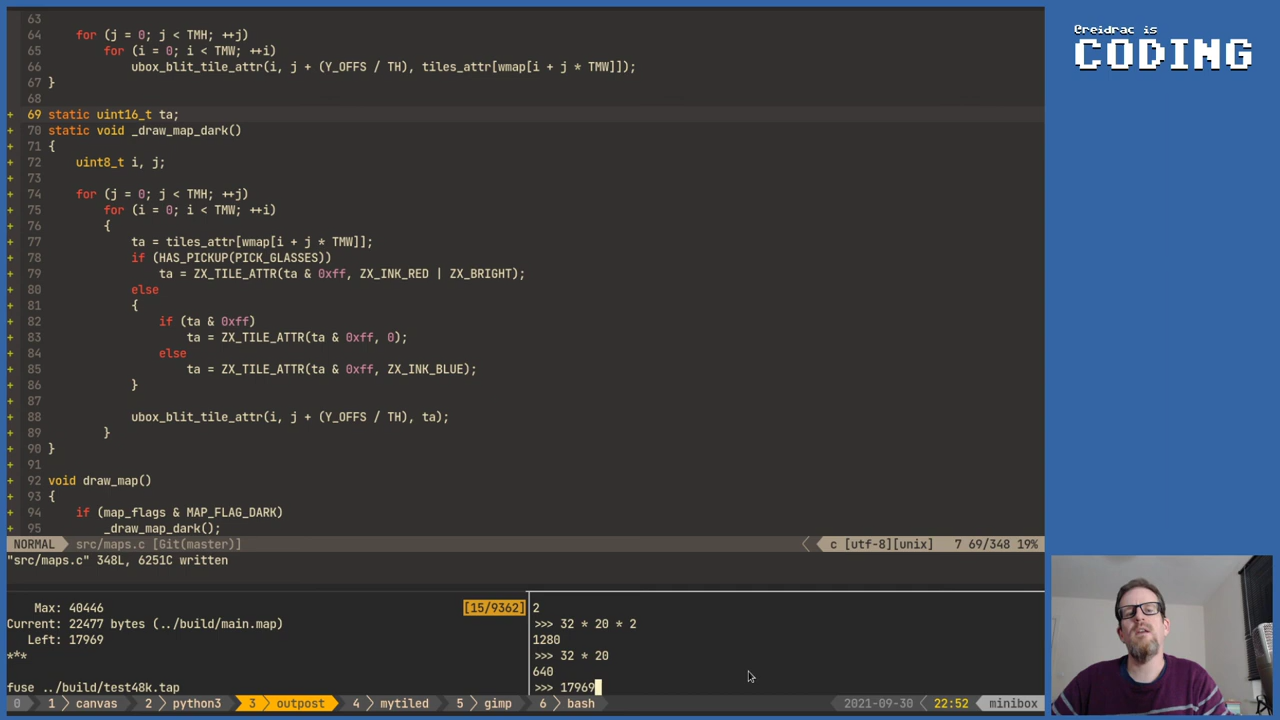 63
64 for (j = 0; j < TMH; ++j)
65 for (i = 0; i < TMW; ++i)
66 ubox_blit_tile_attr(i, j + (Y_OFFS / TH), tiles_attr[wmap[i + j * TMW]]);
67 }
68
+ 69 static uint16_t ta;
+ 70 static void _draw_map_dark()
+ 71 {
+ 72 uint8_t i, j;
+ 73
+ 74 for (j = 0; j < TMH; ++j)
+ 75 for (i = 0; i < TMW; ++i)
+ 76 {
+ 77 ta = tiles_attr[wmap[i + j * TMW]];
+ 78 if (HAS_PICKUP(PICK_GLASSES))
+ 79 ta = ZX_TILE_ATTR(ta & 0xff, ZX_INK_RED | ZX_BRIGHT);
+ 80 else
+ 81 {
+ 82 if (ta & 0xff)
+ 83 ta = ZX_TILE_ATTR(ta & 0xff, 0);
+ 84 else
+ 85 ta = ZX_TILE_ATTR(ta & 0xff, ZX_INK_BLUE);
+ 86 }
+ 87
+ 88 ubox_blit_tile_attr(i, j + (Y_OFFS / TH), ta);
+ 89 }
+ 90 }
+ 91
+ 92 void draw_map()
+ 93 {
+ 94 if (map_flags & MAP_FLAG_DARK)
+ 95 _draw_map_dark();
NORMAL src/maps.c [Git(master)] c [utf-8][unix] 7 69/348 19%
"src/maps.c" 348L, 6251C written
Max: 40446 [15/9362]
Current: 22477 bytes (../build/main.map)
Left: 17969
***
fuse ../build/test48k.tap
2
>>> 32 * 20 * 2
1280
>>> 32 * 20
640
>>> 17969
0 1 canvas 2 python3 3 outpost 4 mytiled 5 gimp 6 bash 2021-09-30 22:52 minibox
@reidrac is
CODING